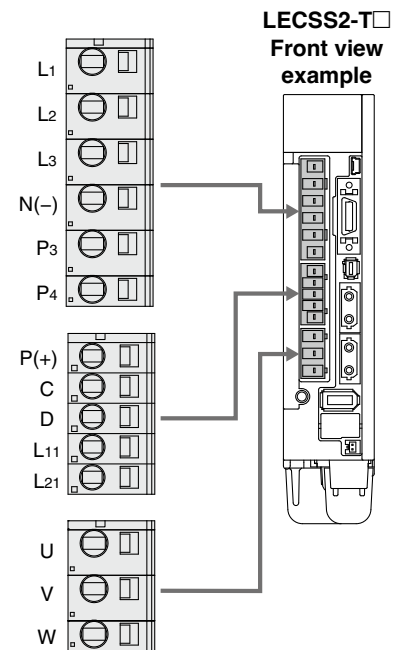 LECSS2-T□
Front view
example
L1
L2
L3
N(−)
P3
P4
P(+)
C
D
L11
L21
U
V
W